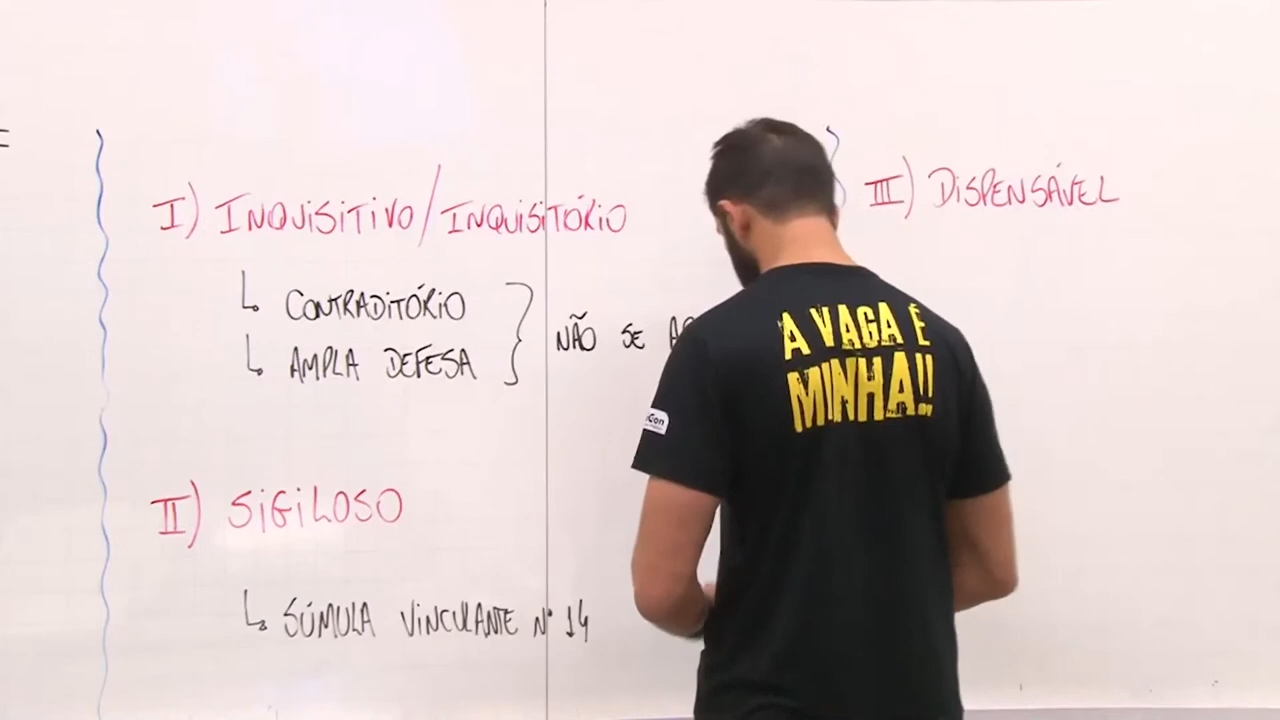 I) INQUISITIVO/INQUISITÓRIO
↳ CONTRADITÓRIO
↳ AMPLA DEFESA
NÃO SE
II) SIGILOSO
↳ SÚMULA VINCULANTE Nº 14
III) DISPENSÁVEL
A VAGA É
MINHA!!